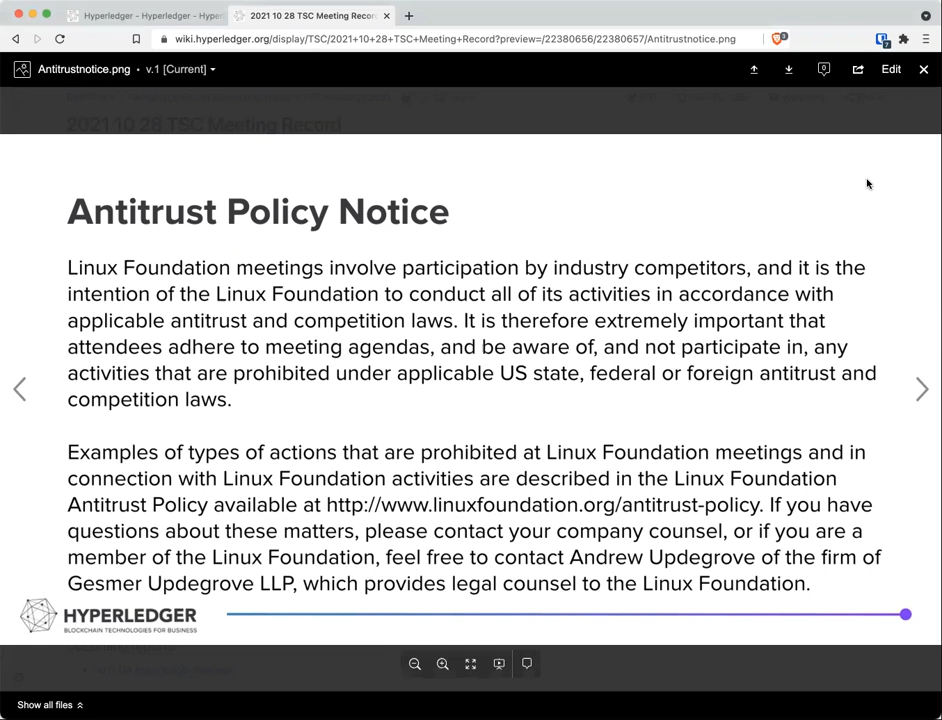 Hyperledger - Hyperledger - Hyper
2021 10 28 TSC Meeting Recor
wiki.hyperledger.org/display/TSC/2021+10+28+TSC+Meeting+Record?preview=/22380656/22380657/Antitrustnotice.png
3
7
Antitrustnotice.png • v.1 [Current]
0
Edit
2021 10 28 TSC Meeting Record
Antitrust Policy Notice
Linux Foundation meetings involve participation by industry competitors, and it is the
intention of the Linux Foundation to conduct all of its activities in accordance with
applicable antitrust and competition laws. It is therefore extremely important that
attendees adhere to meeting agendas, and be aware of, and not participate in, any
activities that are prohibited under applicable US state, federal or foreign antitrust and
competition laws.
Examples of types of actions that are prohibited at Linux Foundation meetings and in
connection with Linux Foundation activities are described in the Linux Foundation
Antitrust Policy available at http://www.linuxfoundation.org/antitrust-policy. If you have
questions about these matters, please contact your company counsel, or if you are a
member of the Linux Foundation, feel free to contact Andrew Updegrove of the firm of
Gesmer Updegrove LLP, which provides legal counsel to the Linux Foundation.
HYPERLEDGER
BLOCKCHAIN TECHNOLOGIES FOR BUSINESS
Show all files